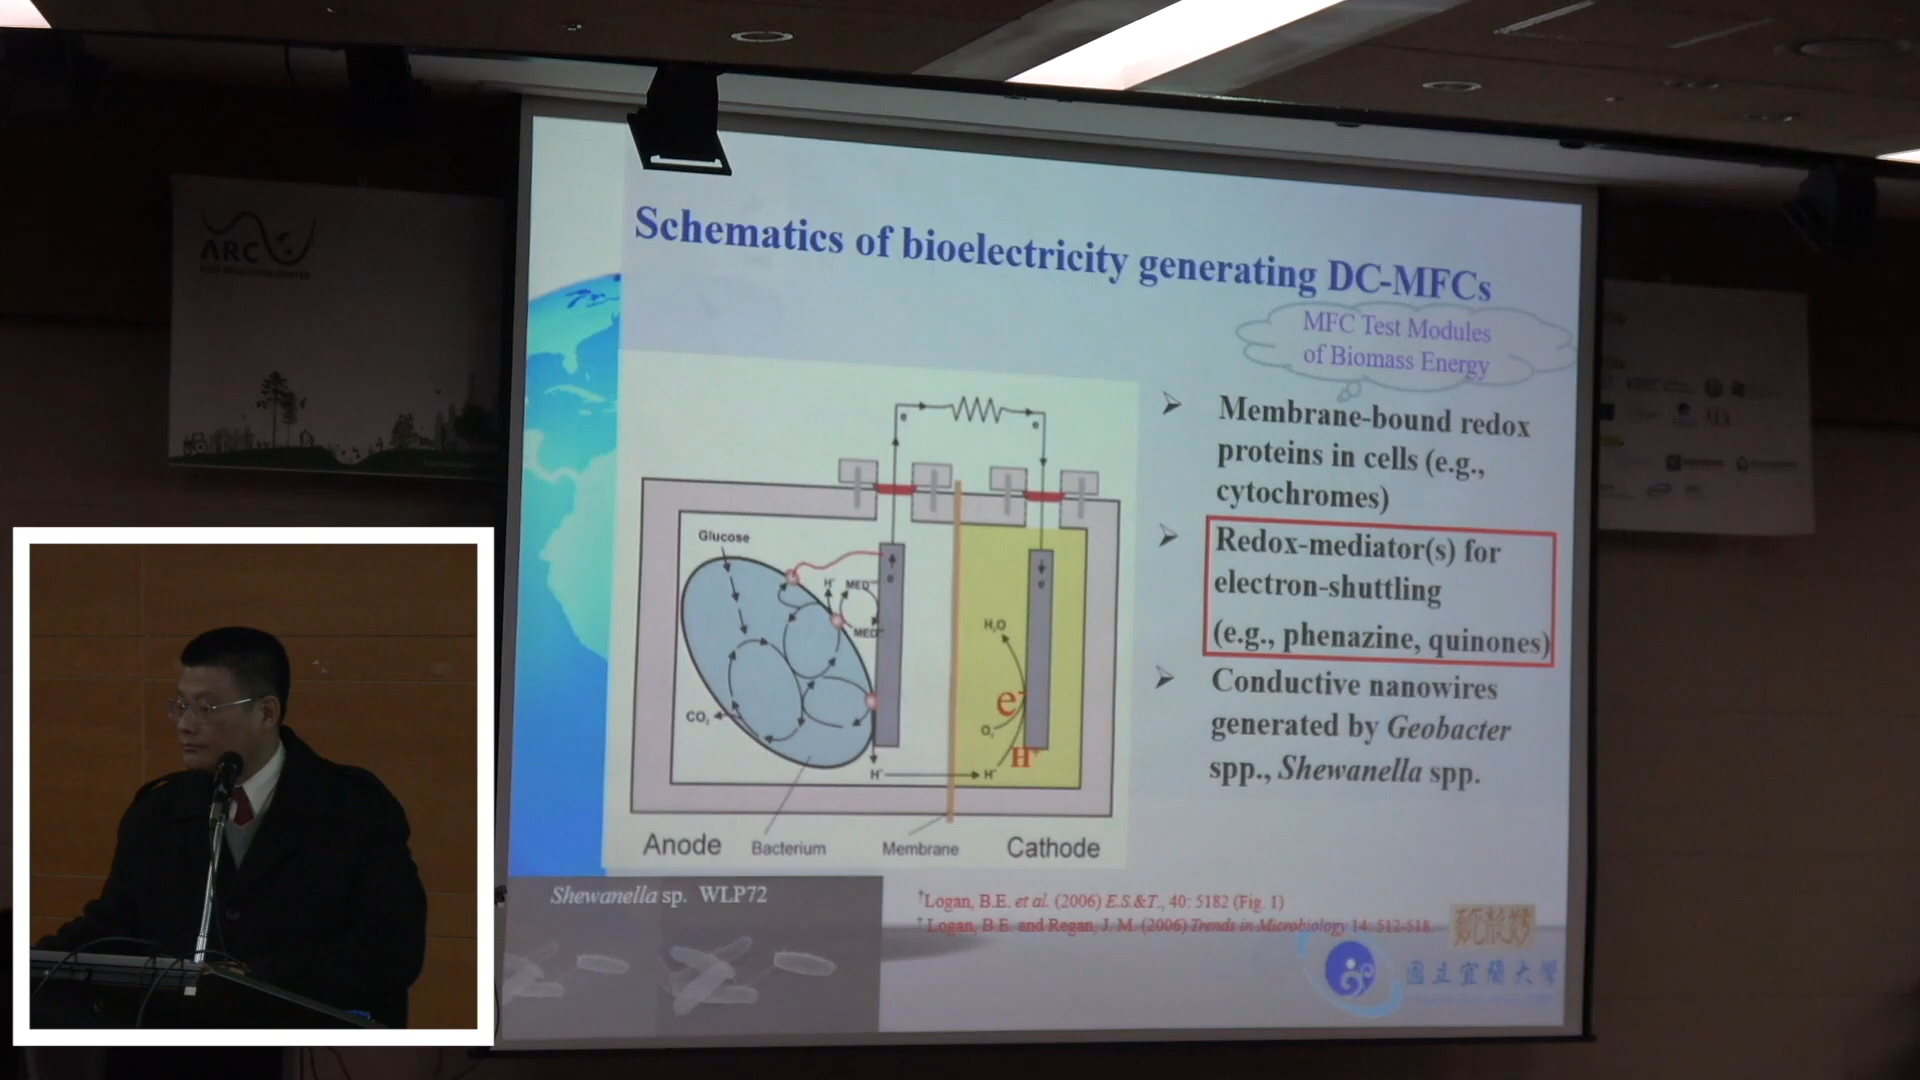 ARC
Schematics of bioelectricity generating DC-MFCs
MFC Test Modules
of Biomass Energy
Membrane-bound redox
proteins in cells (e.g.,
cytochromes)
Redox-mediator(s) for
electron-shuttling
(e.g., phenazine, quinones)
Conductive nanowires
generated by Geobacter
spp., Shewanella spp.
e
e
Glucose
H⁺
MED
MED
e
e
H₂O
CO₂
e⁻
O₂
H⁺
H⁺
H⁺
Anode
Bacterium
Membrane
Cathode
Shewanella sp. WLP72
†Logan, B.E. et al. (2006) E.S.&T., 40: 5182 (Fig. 1)
† Logan, B.E. and Regan, J. M. (2006) Trends in Microbiology 14: 512-518.
國立宜蘭大學